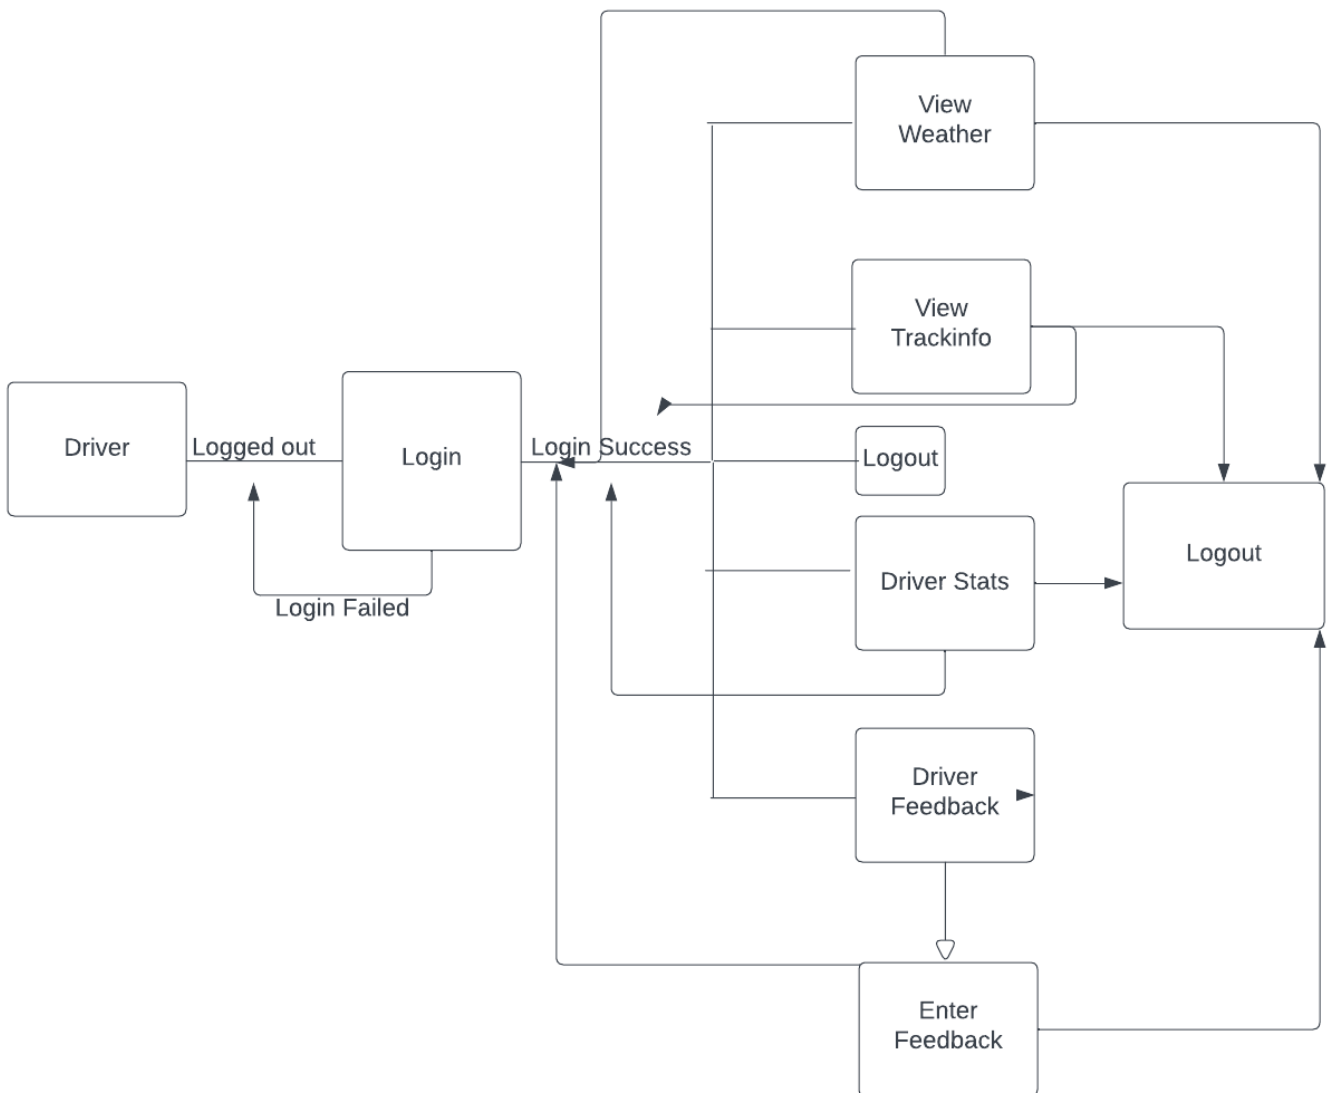 View
Weather
View
Trackinfo
Driver
Logged out
Login
Login Success
Logout
Login Failed
Driver Stats
Logout
Driver
Feedback
Enter
Feedback